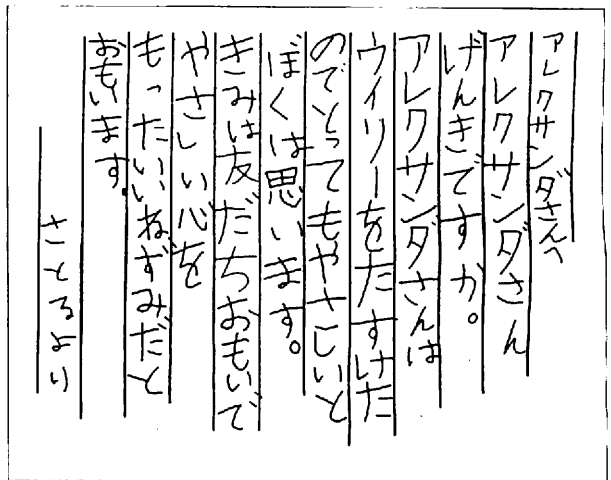 アレクサンダさんへ
アレクサンダさん
げんきですか。
アレクサンダさんは
ウィリーをたすけた
のでとってもやさしいと
ぼくは思います。
きみは友だちおもいで
やさしい心を
もったいいねずみだと
おもいます。
さとるより